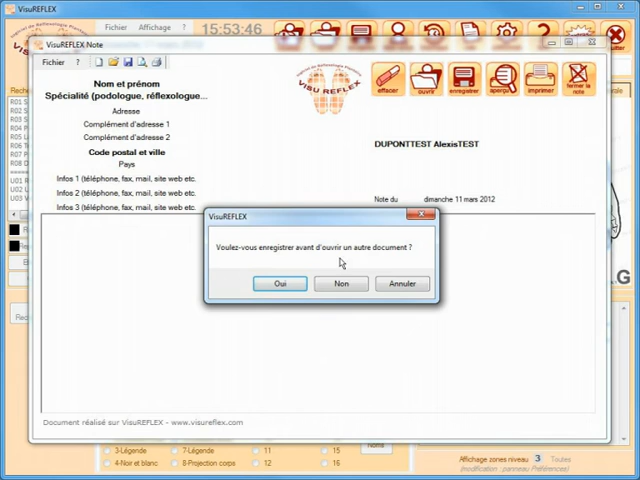 VisuREFLEX
Fichier Affichage ?
15:53:46
VisuREFLEX Note
Fichier ?
Nom et prénom
Spécialité (podologue, réflexologue...
Adresse
Complément d'adresse 1
Complément d'adresse 2
Code postal et ville
Pays
Infos 1 (téléphone, fax, mail, site web etc.
Infos 2 (téléphone, fax, mail, site web etc.
Infos 3 (téléphone, fax, mail, site web etc.
VISU REFLEX
effacer
ouvrir
enregistrer
aperçu
imprimer
fermer la note
DUPONTTEST AlexisTEST
Note du dimanche 11 mars 2012
VisuREFLEX
Voulez-vous enregistrer avant d'ouvrir un autre document ?
Oui Non Annuler
Document réalisé sur VisuREFLEX - www.visureflex.com
3-Légende 7-Légende 11 15
4-Noir et blanc 8-Projection corps 12 16
Affichage zones niveau 3 Toutes
(modification , panneau Préférences)